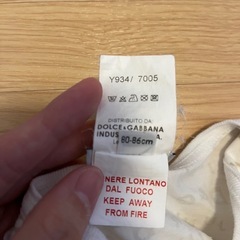 Y934/ 7005
DISTRIBUITO DA:
DOLCE & GABBANA
INDUS
80-86cm
NERE LONTANO
DAL FUOCO
KEEP AWAY
FROM FIRE